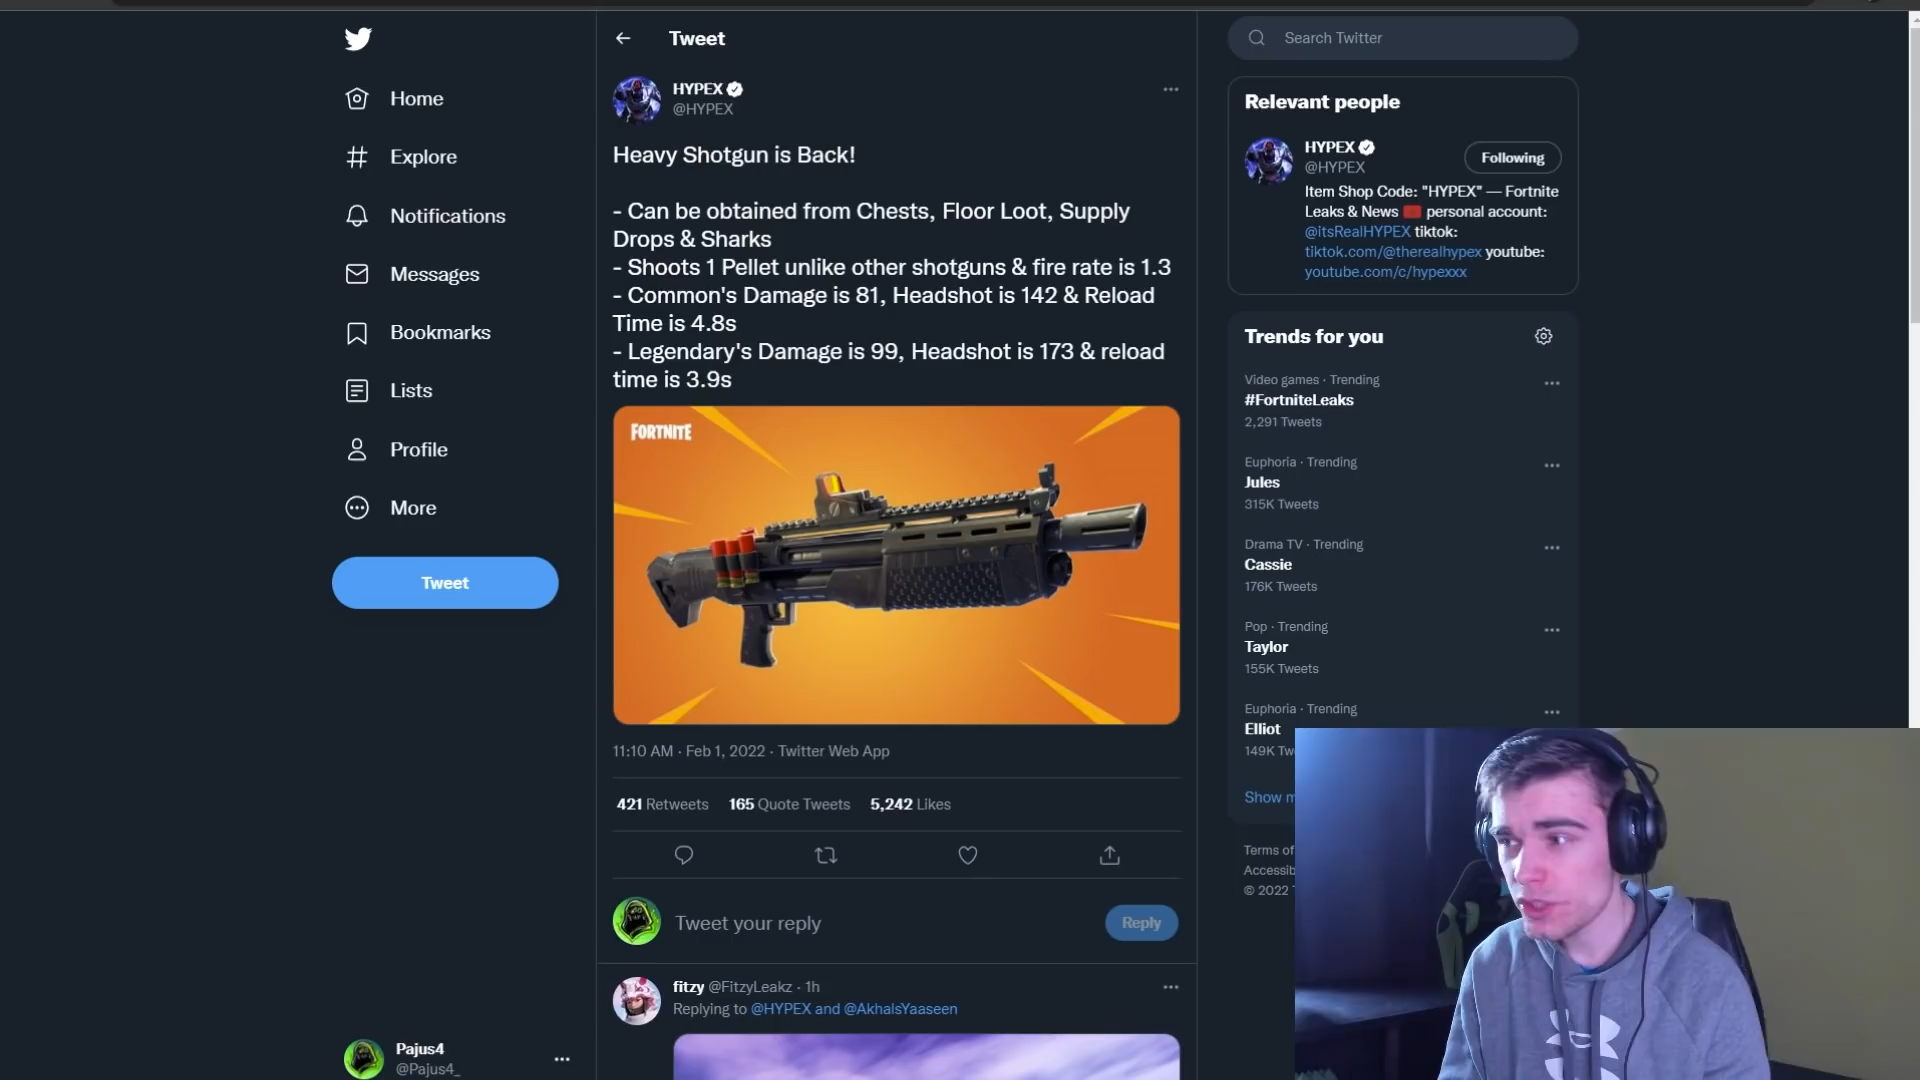 Tweet
Search Twitter
Home
Explore
Notifications
Messages
Bookmarks
Lists
Profile
More
Tweet
Pajus4
@Pajus4_
HYPEX
@HYPEX
Heavy Shotgun is Back!
- Can be obtained from Chests, Floor Loot, Supply
Drops & Sharks
- Shoots 1 Pellet unlike other shotguns & fire rate is 1.3
- Common's Damage is 81, Headshot is 142 & Reload
Time is 4.8s
- Legendary's Damage is 99, Headshot is 173 & reload
time is 3.9s
FORTNITE
11:10 AM · Feb 1, 2022 · Twitter Web App
421 Retweets 165 Quote Tweets 5,242 Likes
Tweet your reply
Reply
fitzy @FitzyLeakz · 1h
Replying to @HYPEX and @AkhalsYaaseen
Relevant people
HYPEX
@HYPEX
Following
Item Shop Code: "HYPEX" — Fortnite
Leaks & News personal account:
@itsRealHYPEX tiktok:
tiktok.com/@therealhypex youtube:
youtube.com/c/hypexxx
Trends for you
Video games · Trending
#FortniteLeaks
2,291 Tweets
Euphoria · Trending
Jules
315K Tweets
Drama TV · Trending
Cassie
176K Tweets
Pop · Trending
Taylor
155K Tweets
Euphoria · Trending
Elliot
149K Tw
Show m
Terms of
Accessib
© 2022